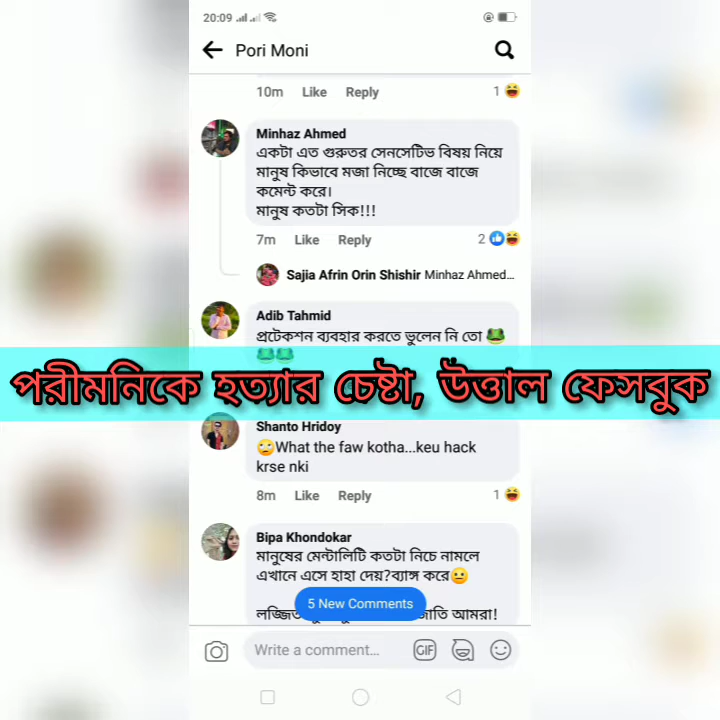 20:09
Pori Moni
10m Like Reply 1
Minhaz Ahmed
একটা এত গুরুতর সেনসেটিভ বিষয় নিয়ে
মানুষ কিভাবে মজা নিচ্ছে বাজে বাজে
কমেন্ট করে।
মানুষ কতটা সিক!!!
7m Like Reply 2
Sajia Afrin Orin Shishir Minhaz Ahmed...
Adib Tahmid
প্রটেকশন ব্যবহার করতে ভুলেন নি তো 🐸
🐸🐸
পরীমনিকে হত্যার চেষ্টা, উত্তাল ফেসবুক
Shanto Hridoy
🙄What the faw kotha...keu hack
krse nki
8m Like Reply 1
Bipa Khondokar
মানুষের মেন্টালিটি কতটা নিচে নামলে
এখানে এসে হাহা দেয়?ব্যাঙ্গ করে😐
5 New Comments
জাতি আমরা!
Write a comment...
GIF